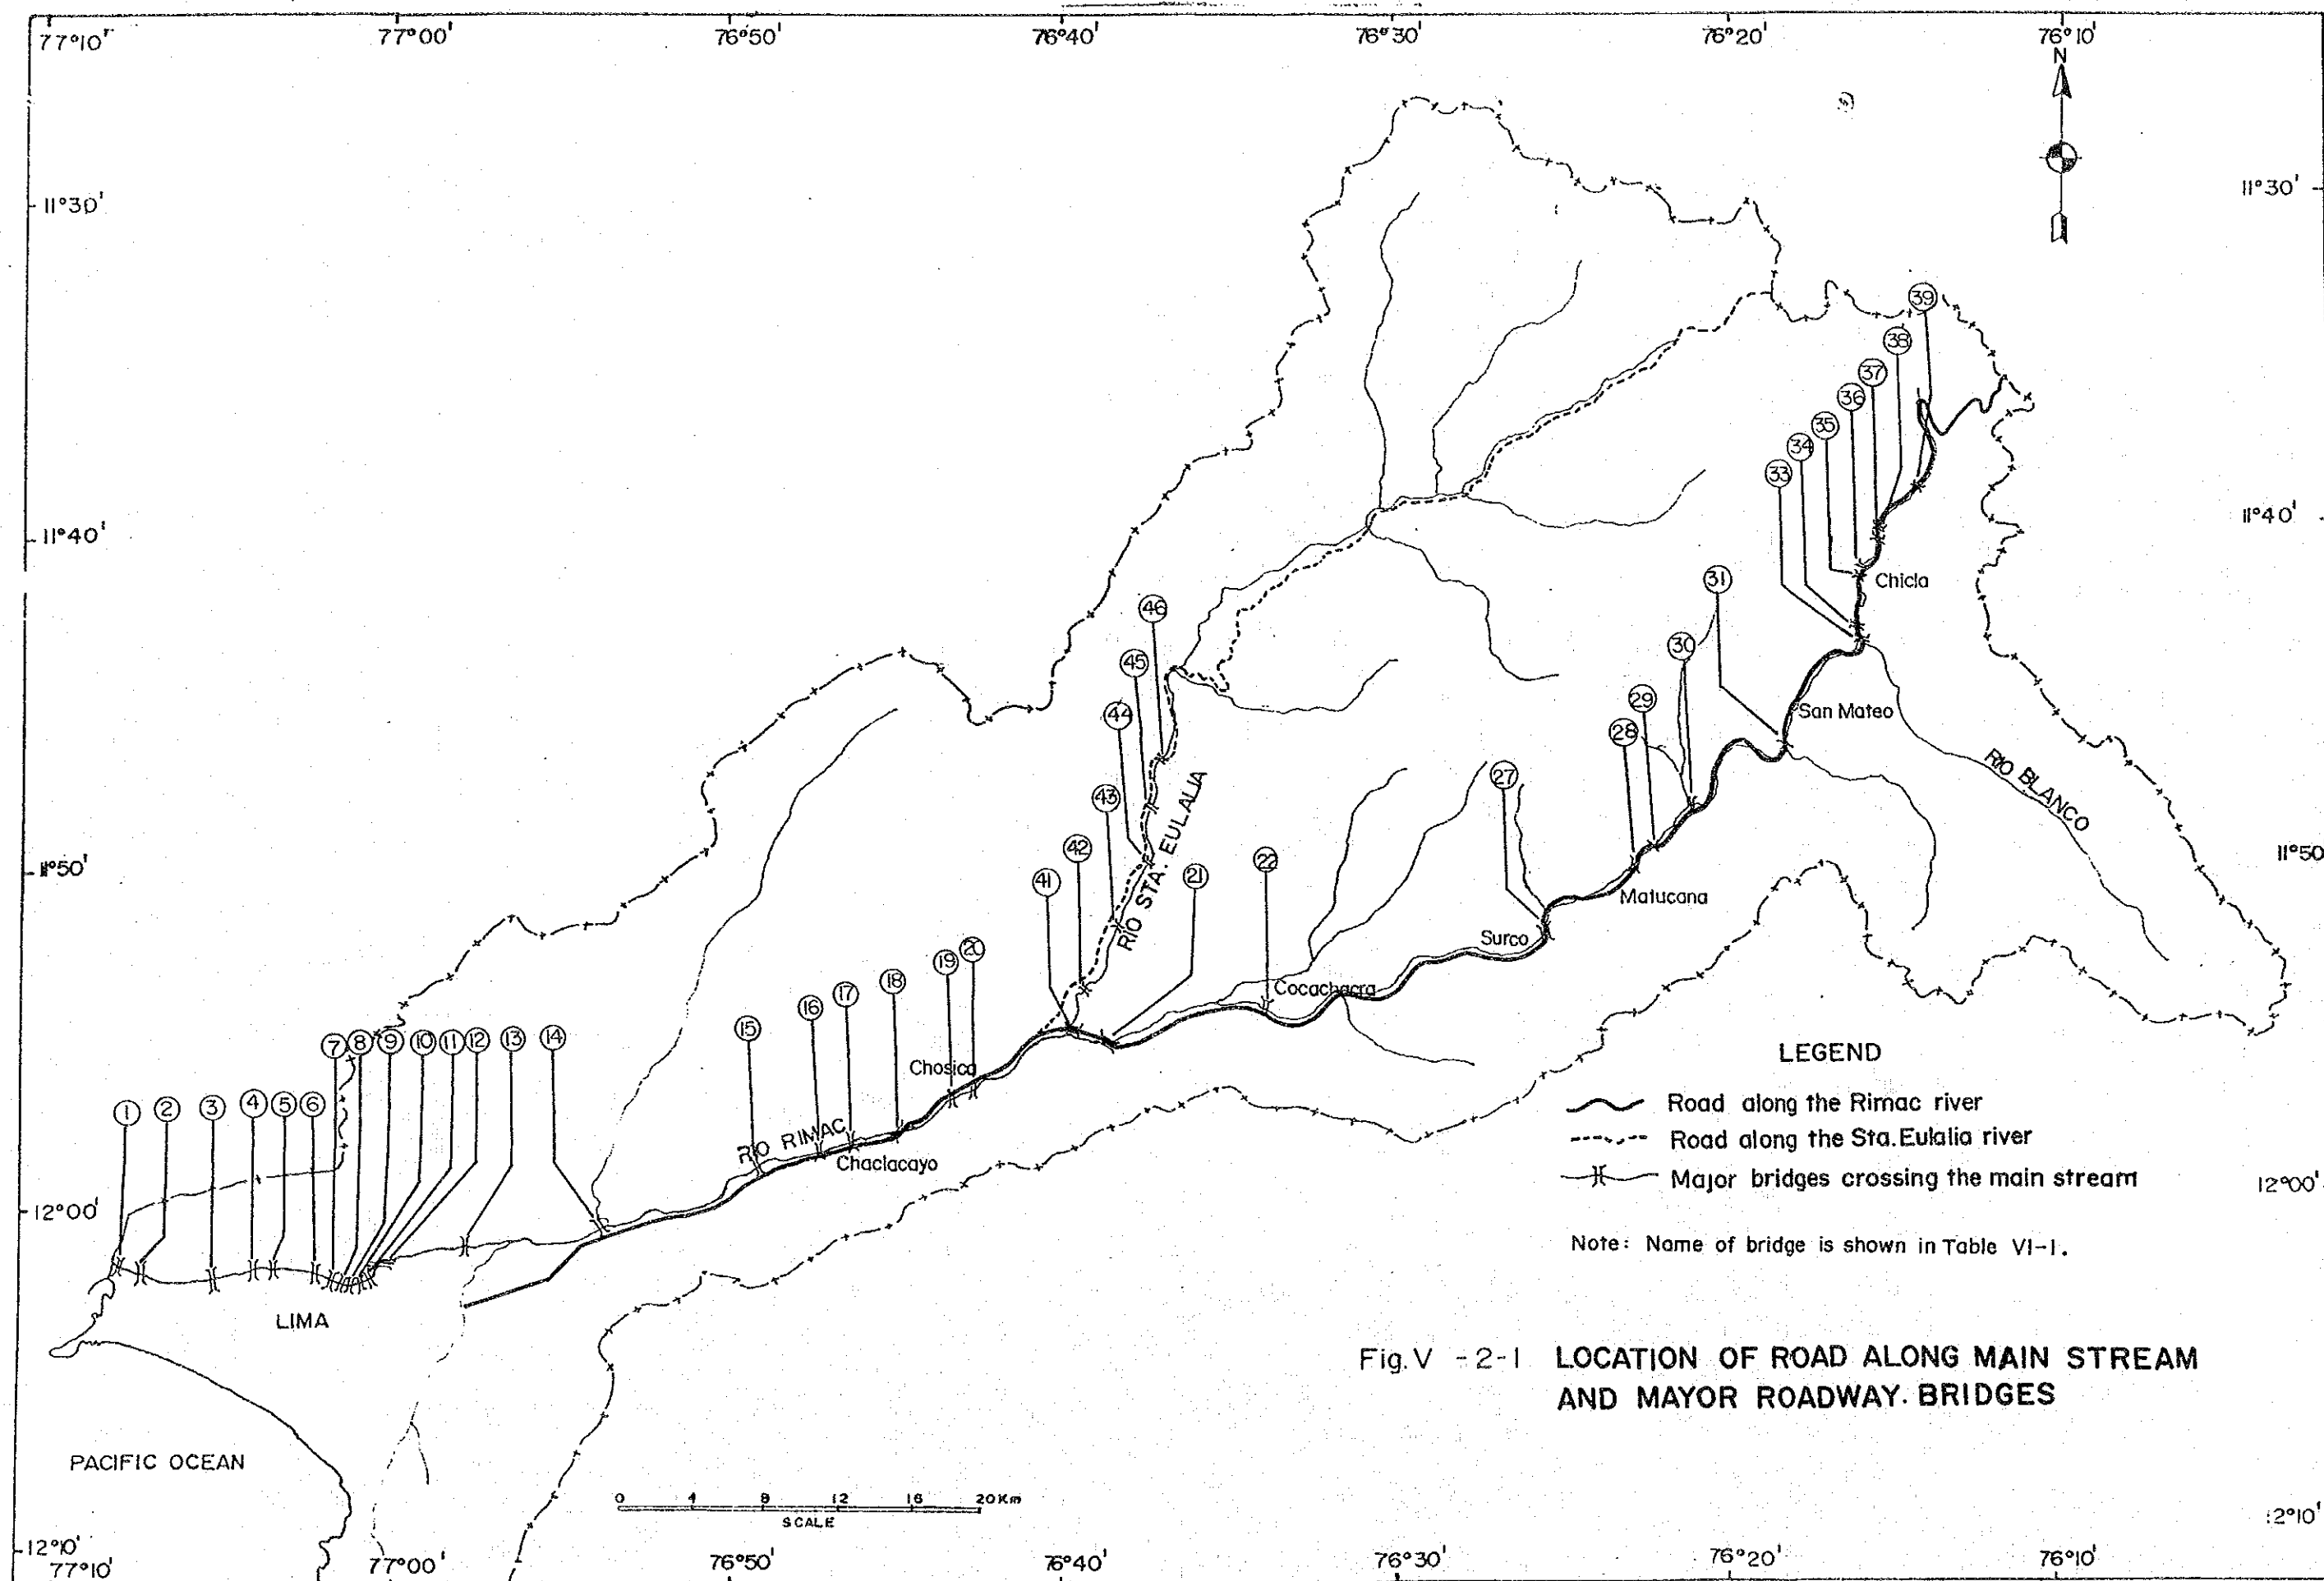 77°10' 77°00' 76°50' 76°40' 76°30' 76°20' 76°10'
N
11°30' 11°30'
39
38
37
36
35
34
33
11°40' 11°40'
Chicla
31
46
30
45
29
San Mateo
44
28
RIO BLANCO
27
43
RIO STA. EULALIA
42
22
11°50' 11°50
41
21
Matucana
Surco
20
19
18
Cocachacra
17
16
15
7 8 9 10 11 12 13 14
LEGEND
Chosica
1 2 3 4 5 6
Road along the Rimac river
RIO RIMAC
Road along the Sta.Eulalia river
Chaclacayo
Major bridges crossing the main stream
12°00' 12°00'
Note: Name of bridge is shown in Table VI-1.
LIMA
Fig.V -2-1 LOCATION OF ROAD ALONG MAIN STREAM
AND MAYOR ROADWAY. BRIDGES
PACIFIC OCEAN
0 4 8 12 16 20Km
SCALE
12°10' 12°10'
77°10' 77°00' 76°50' 76°40' 76°30' 76°20' 76°10'